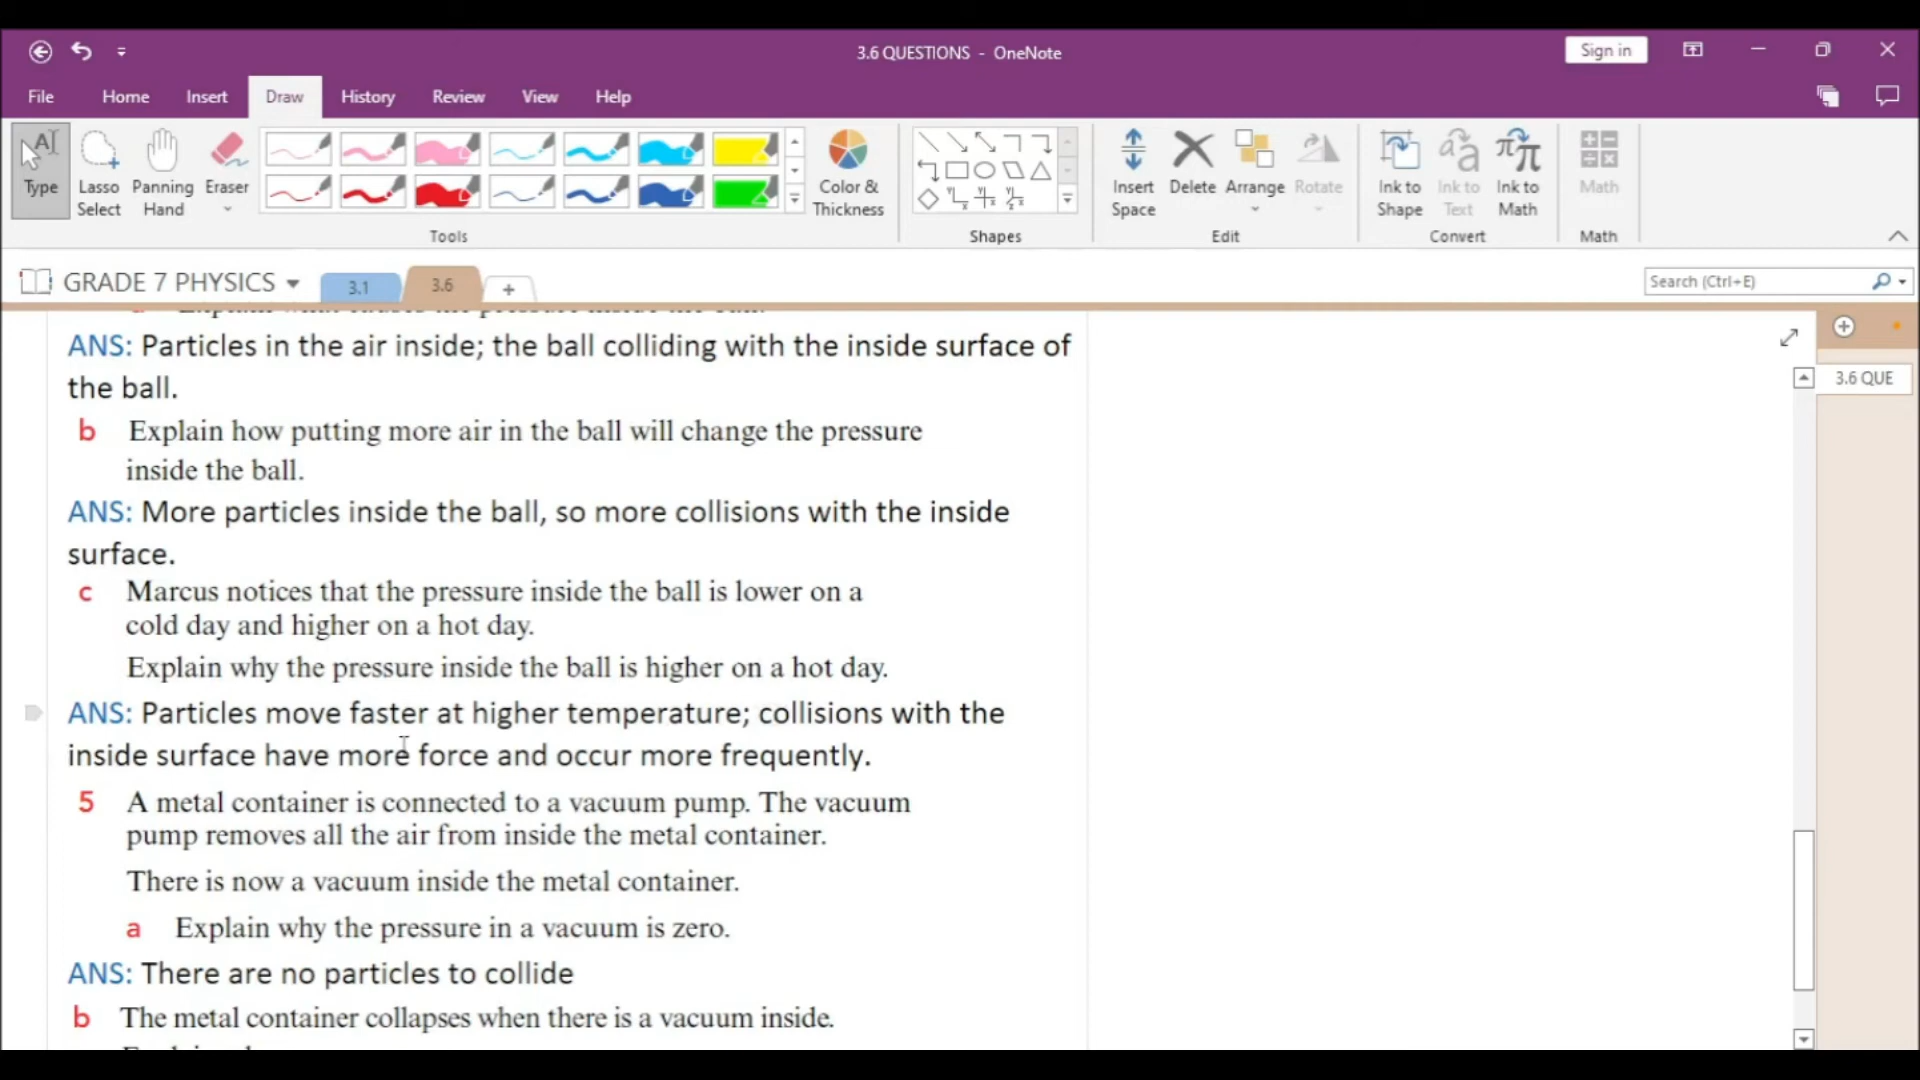 3.6 QUESTIONS - OneNote
Sign in
File Home Insert Draw History Review View Help
Type
Lasso Select
Panning Hand
Eraser
Color & Thickness
Insert Space
Delete
Arrange
Rotate
Ink to Shape
Ink to Text
Ink to Math
Math
Tools
Shapes
Edit
Convert
Math
GRADE 7 PHYSICS
3.1
3.6
Search (Ctrl+E)
3.6 QUE
ANS: Particles in the air inside; the ball colliding with the inside surface of
the ball.
b Explain how putting more air in the ball will change the pressure
inside the ball.
ANS: More particles inside the ball, so more collisions with the inside
surface.
c Marcus notices that the pressure inside the ball is lower on a
cold day and higher on a hot day.
Explain why the pressure inside the ball is higher on a hot day.
ANS: Particles move faster at higher temperature; collisions with the
inside surface have more force and occur more frequently.
5 A metal container is connected to a vacuum pump. The vacuum
pump removes all the air from inside the metal container.
There is now a vacuum inside the metal container.
a Explain why the pressure in a vacuum is zero.
ANS: There are no particles to collide
b The metal container collapses when there is a vacuum inside.